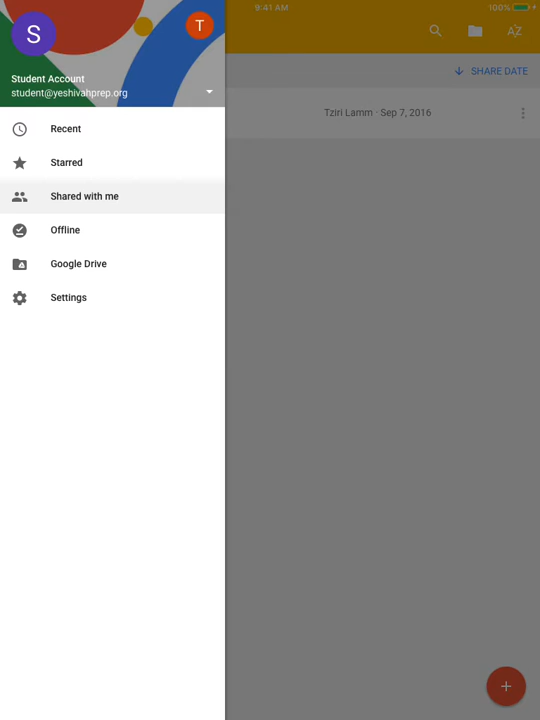 9:41 AM
100%
S
T
Student Account
student@yeshivahprep.org
AZ
SHARE DATE
Recent
Tziri Lamm · Sep 7, 2016
Starred
Shared with me
Offline
Google Drive
Settings